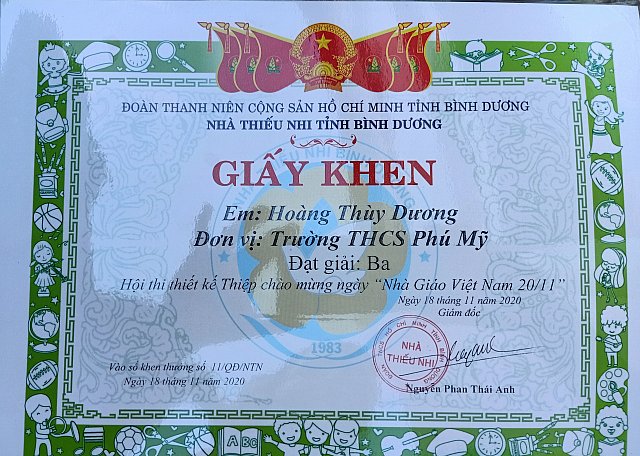 ĐOÀN THANH NIÊN CỘNG SẢN HỒ CHÍ MINH TỈNH BÌNH DƯƠNG
NHÀ THIẾU NHI TỈNH BÌNH DƯƠNG
GIẤY KHEN
Em: Hoàng Thùy Dương
Đơn vị: Trường THCS Phú Mỹ
Đạt giải: Ba
Hội thi thiết kế Thiệp chào mừng ngày “Nhà Giáo Việt Nam 20/11”
Ngày 18 tháng 11 năm 2020
Giám đốc
1983
NHÀ
THIẾU NHI
Vào sổ khen thưởng số 11/QĐ/NTN
Ngày 18 tháng 11 năm 2020
Nguyễn Phan Thái Anh
ABC